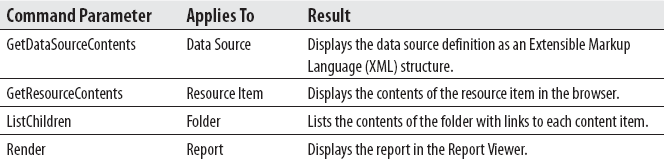 Command Parameter Applies To Result
GetDataSourceContents Data Source Displays the data source definition as an Extensible Markup
Language (XML) structure.
GetResourceContents Resource Item Displays the contents of the resource item in the browser.
ListChildren Folder Lists the contents of the folder with links to each content item.
Render Report Displays the report in the Report Viewer.